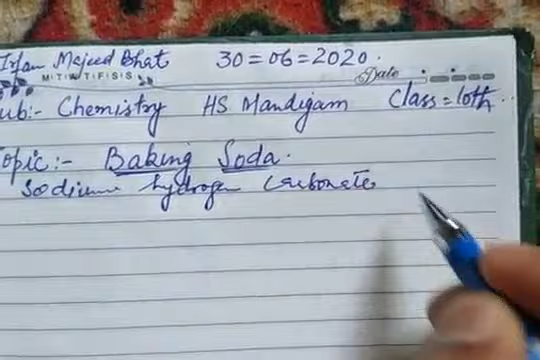 Irfan Majeed Bhat 30=06=2020.
Date
Sub:- Chemistry HS Mandigam Class=10th
Topic:- Baking Soda.
Sodium hydrogen Carbonate